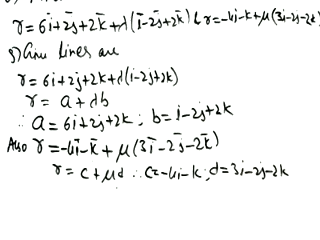 r=6i+2j+2k+λ(i-2j+2k) & r=-4i-k+μ(3i-2j-2k)
Given lines are
r=6i+2j+2k+λ(i-2j+2k)
r= a+λb
∴ a=6i+2j+2k; b=i-2j+2k
Also r=-4i-k+μ(3i-2j-2k)
r=c+μd ∴ c=-4i-k; d=3i-2j-2k